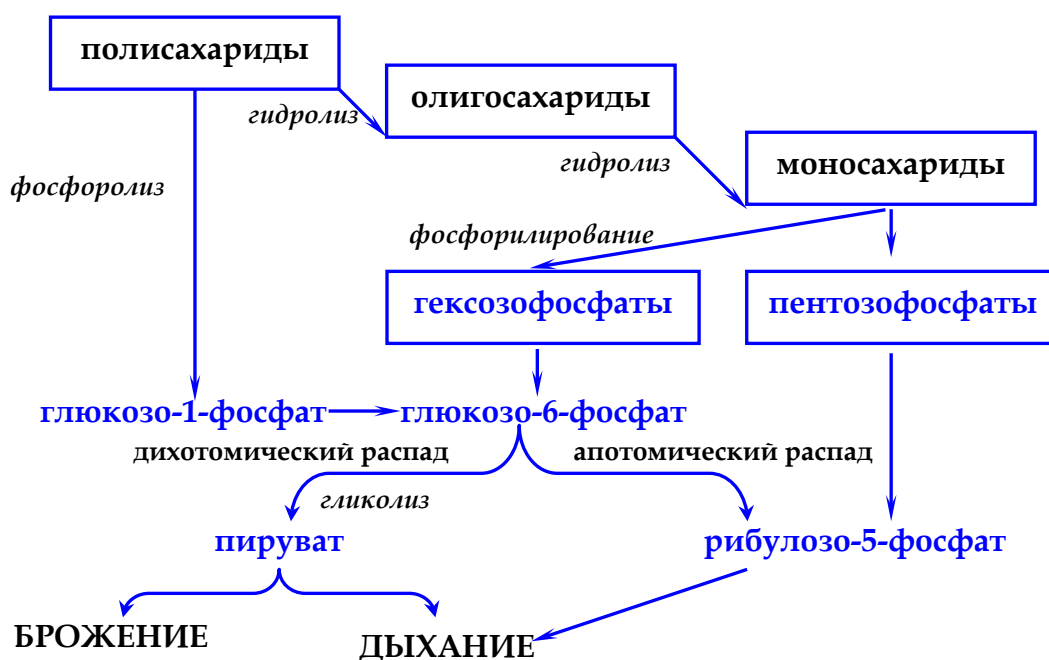 полисахариды
олигосахариды
гидролиз
моносахариды
гидролиз
фосфоролиз
фосфорилирование
гексозофосфаты
пентозофосфаты
глюкозо-1-фосфат
глюкозо-6-фосфат
дихотомический распад
апотомический распад
гликолиз
пируват
рибулозо-5-фосфат
БРОЖЕНИЕ
ДЫХАНИЕ